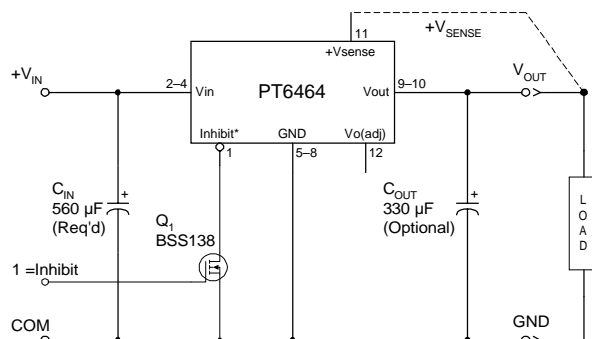 11
+VSENSE
+Vsense
+VIN
2–4
Vin
PT6464
Vout
9–10
VOUT
Inhibit*
GND
Vo(adj)
1
5–8
12
CIN
560 µF
(Req'd)
+
Q1
BSS138
COUT
330 µF
(Optional)
+
LOAD
1 =Inhibit
COM
GND